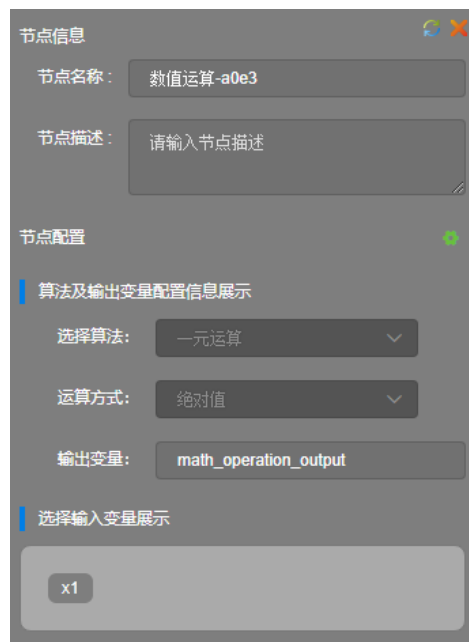 节点信息
节点名称 : 数值运算-a0e3
节点描述 : 请输入节点描述
节点配置
算法及输出变量配置信息展示
选择算法: 一元运算
运算方式: 绝对值
输出变量: math_operation_output
选择输入变量展示
x1